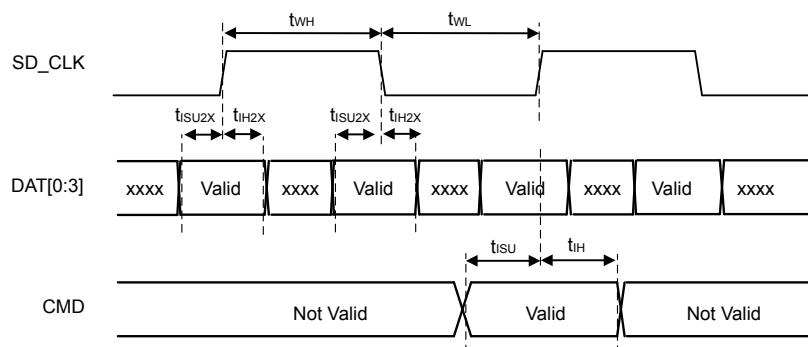 tWH tWL
SD_CLK
tISU2X tIH2X tISU2X tIH2X
DAT[0:3] xxxx Valid xxxx Valid xxxx Valid xxxx Valid xxxx
tISU tIH
CMD Not Valid Valid Not Valid